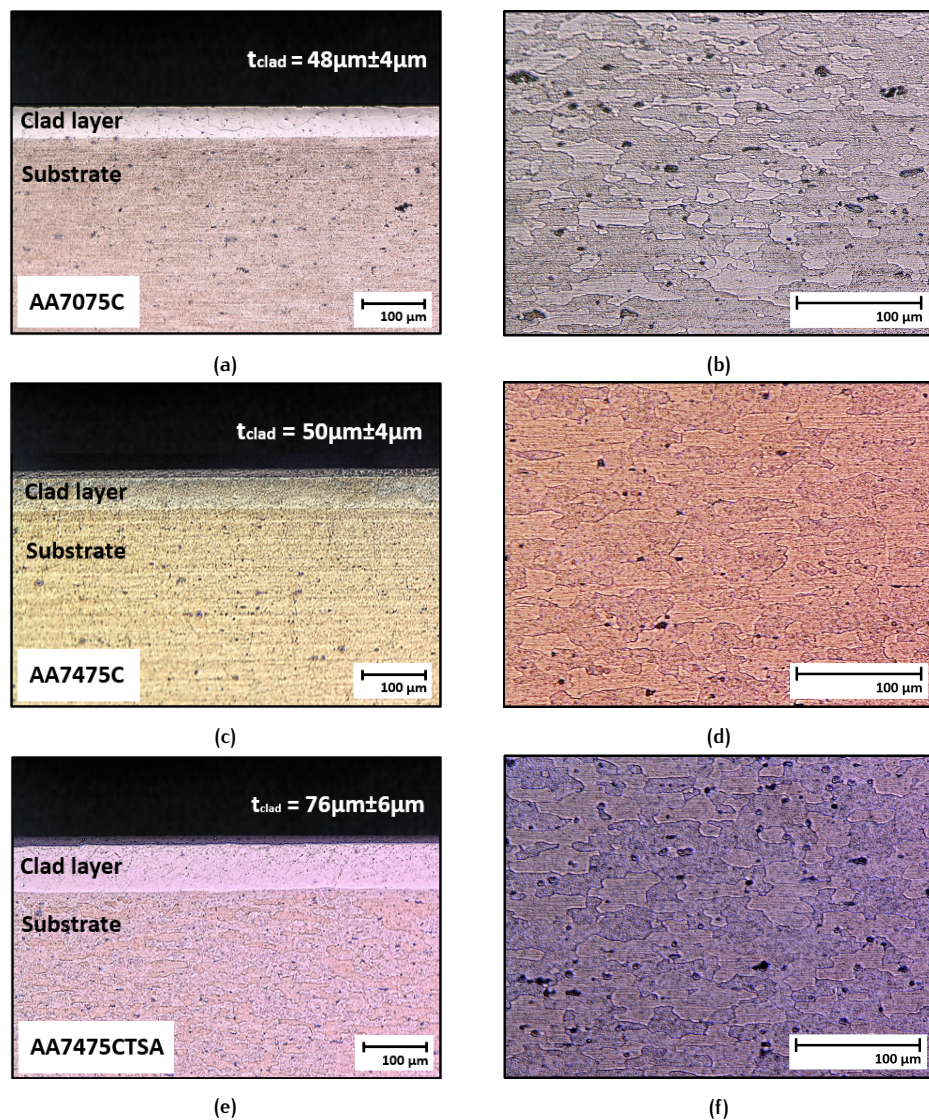 tclad = 48μm±4μm
Clad layer
Substrate
AA7075C
100 μm
100 μm
(a)
(b)
tclad = 50μm±4μm
Clad layer
Substrate
AA7475C
100 μm
100 μm
(c)
(d)
tclad = 76μm±6μm
Clad layer
Substrate
AA7475CTSA
100 μm
100 μm
(e)
(f)